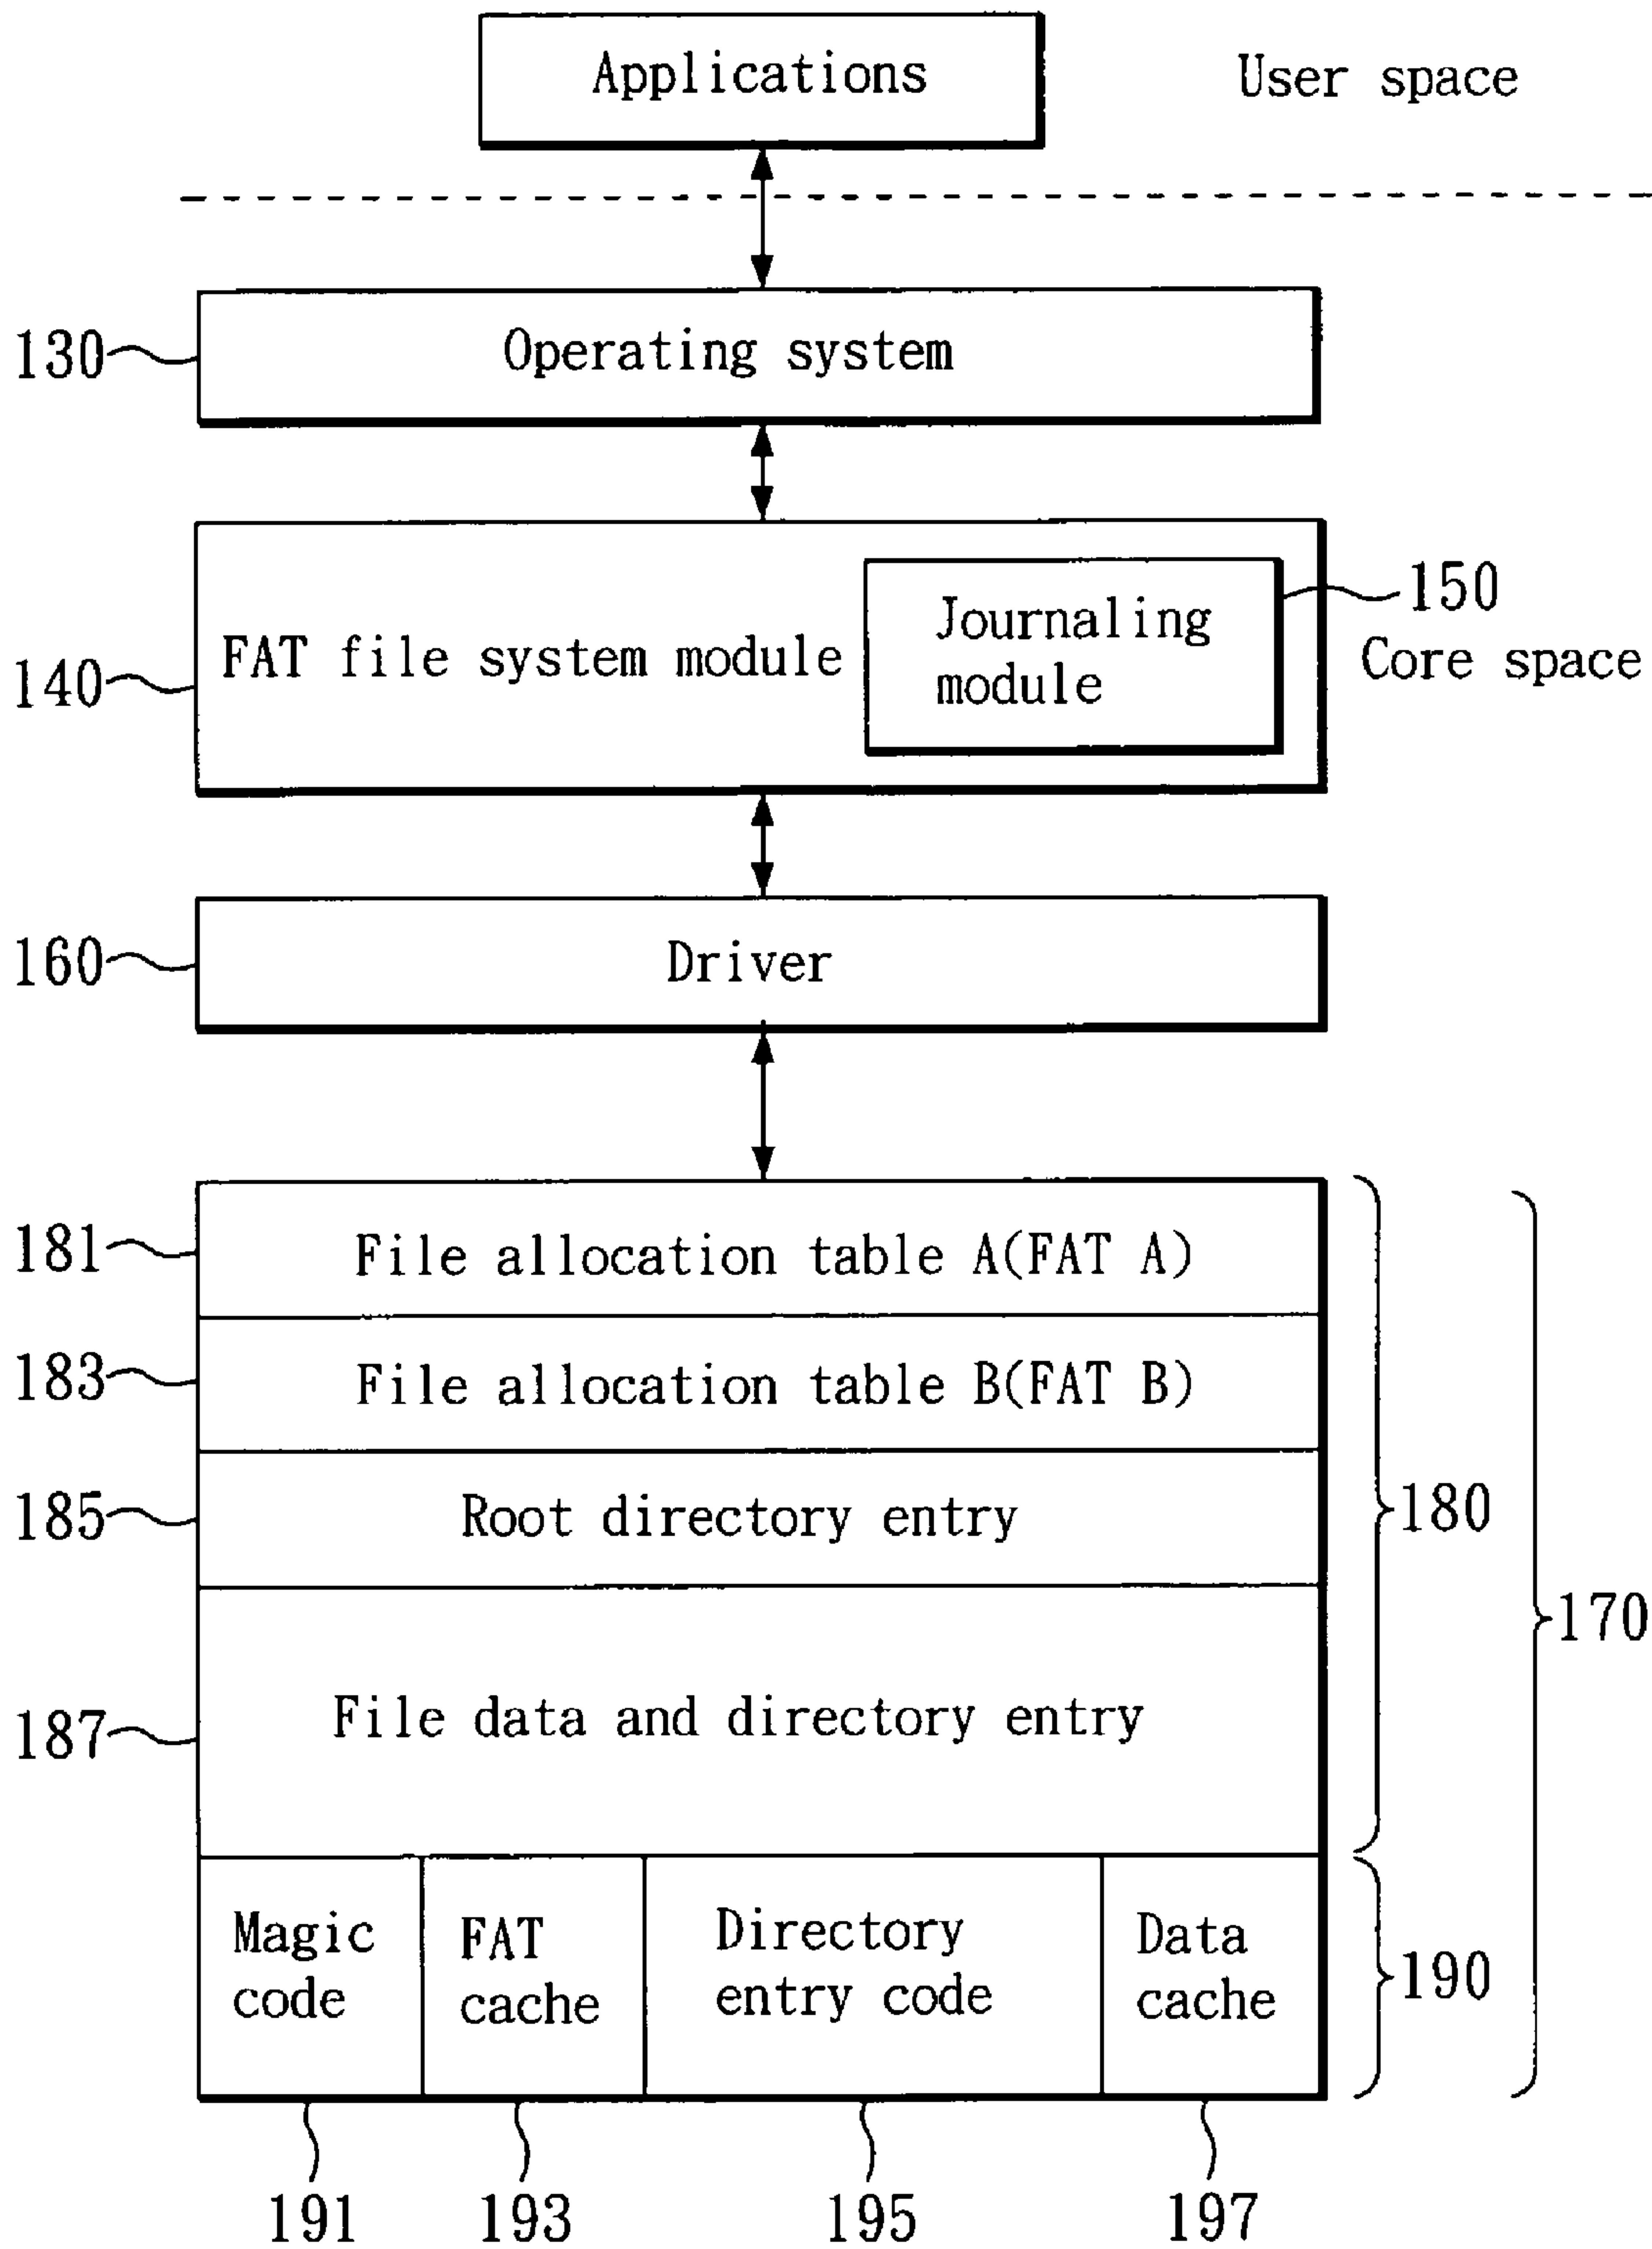 Applications
User space
130
Operating system
150
Journaling
module
FAT file system module
140
Core space
160
Driver
181
File allocation table A(FAT A)
183
File allocation table B(FAT B)
185
Root directory entry
180
170
187
File data and directory entry
Magic
code
FAT
cache
Directory
entry code
Data
cache
190
191
193
195
197